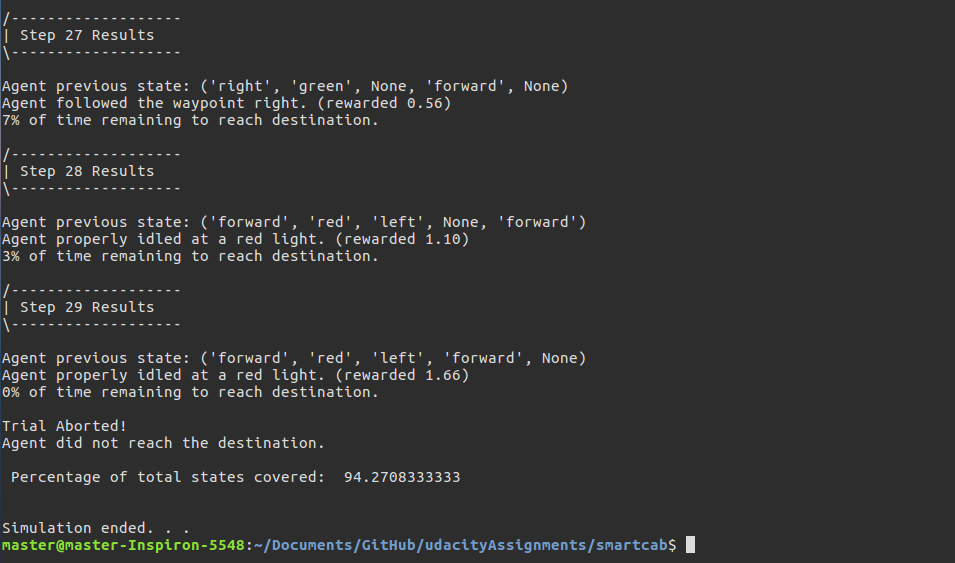 /-------------------
| Step 27 Results
\-------------------
Agent previous state: ('right', 'green', None, 'forward', None)
Agent followed the waypoint right. (rewarded 0.56)
7% of time remaining to reach destination.
/-------------------
| Step 28 Results
\-------------------
Agent previous state: ('forward', 'red', 'left', None, 'forward')
Agent properly idled at a red light. (rewarded 1.10)
3% of time remaining to reach destination.
/-------------------
| Step 29 Results
\-------------------
Agent previous state: ('forward', 'red', 'left', 'forward', None)
Agent properly idled at a red light. (rewarded 1.66)
0% of time remaining to reach destination.
Trial Aborted!
Agent did not reach the destination.
Percentage of total states covered:  94.2708333333
Simulation ended. . .
master@master-Inspiron-5548:~/Documents/GitHub/udacityAssignments/smartcab$